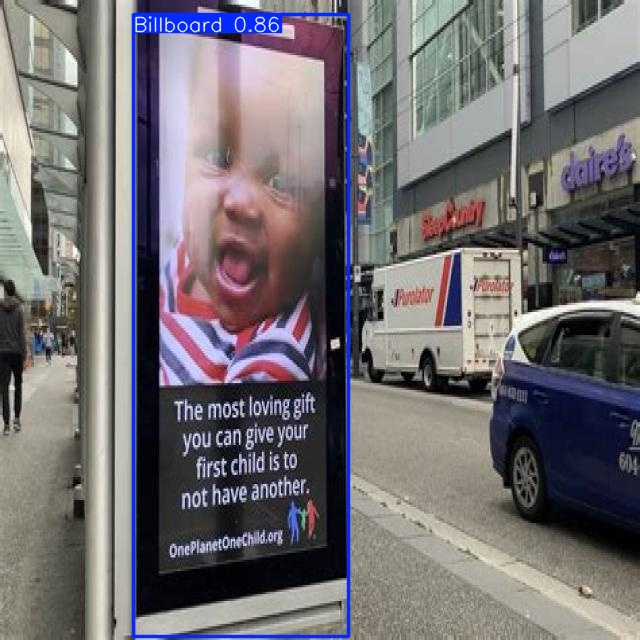 Billboard 0.86
The most loving gift
you can give your
first child is to
not have another.
OnePlanetOneChild.org
claire's
Purolator
Purolator
604